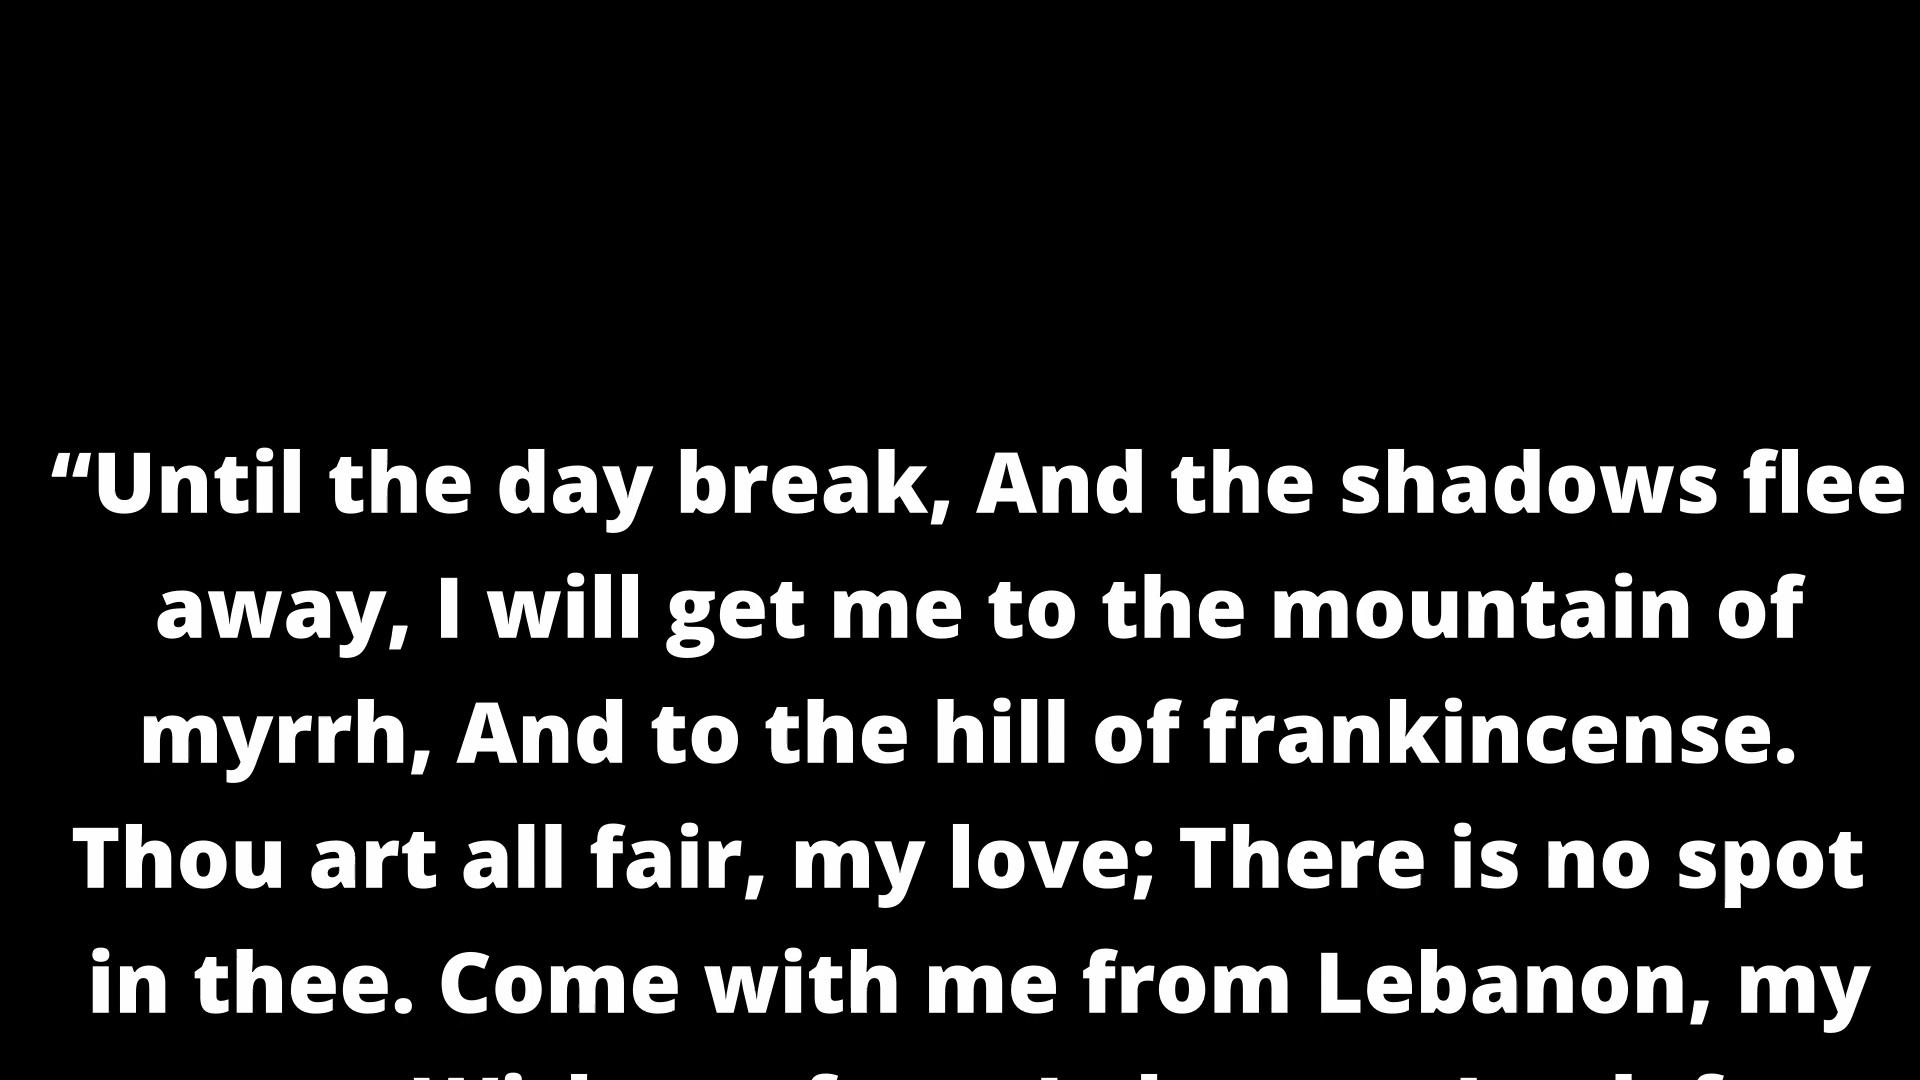 “Until the day break, And the shadows flee
away, I will get me to the mountain of
myrrh, And to the hill of frankincense.
Thou art all fair, my love; There is no spot
in thee. Come with me from Lebanon, my